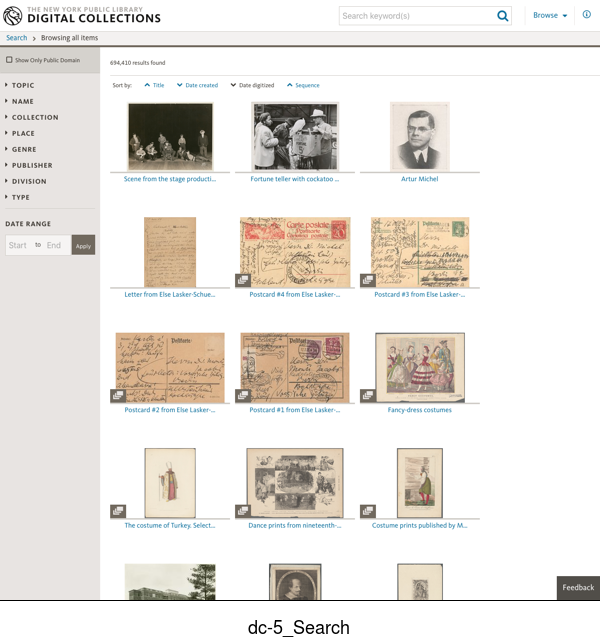 THE NEW YORK PUBLIC LIBRARY
DIGITAL COLLECTIONS
Search keyword(s)
Browse
Search > Browsing all items
Show Only Public Domain
TOPIC
NAME
COLLECTION
PLACE
GENRE
PUBLISHER
DIVISION
TYPE
DATE RANGE
Start to End Apply
694,410 results found
Sort by: Title Date created Date digitized Sequence
Scene from the stage producti...
Fortune teller with cockatoo ...
Artur Michel
Carte postale
Postkarte
Postkarte
Letter from Else Lasker-Schue...
Postcard #4 from Else Lasker-...
Postcard #3 from Else Lasker-...
Postkarte
Postkarte
Postcard #2 from Else Lasker-...
Postcard #1 from Else Lasker-...
Fancy-dress costumes
The costume of Turkey. Select...
Dance prints from nineteenth-...
Costume prints published by M...
Feedback
dc-5_Search